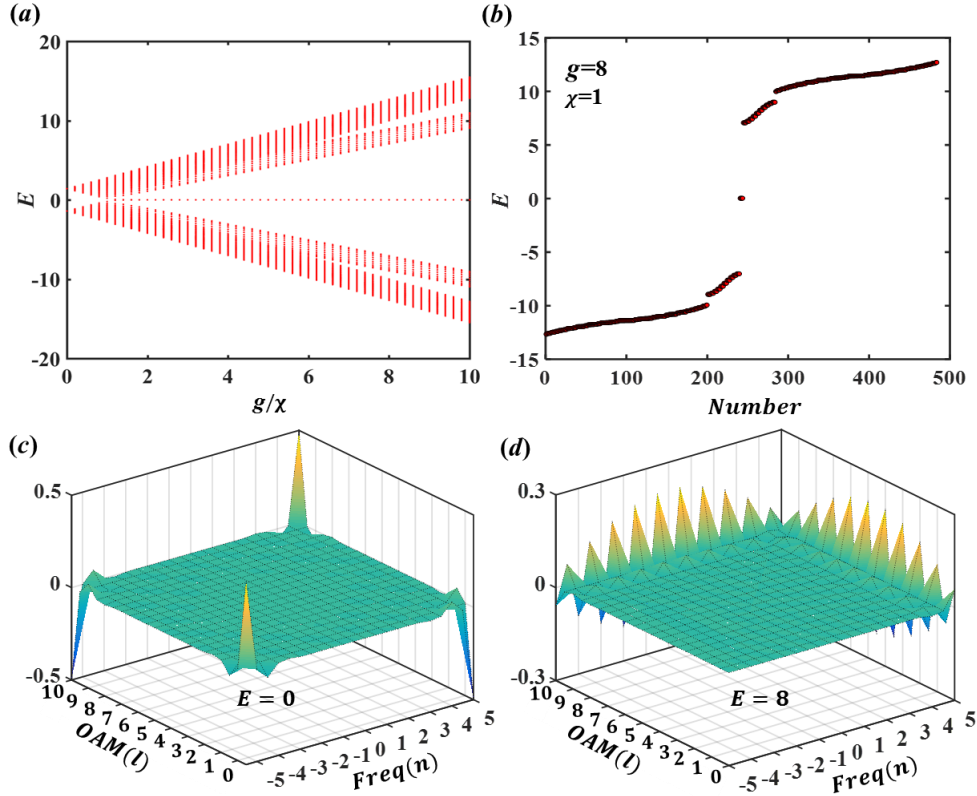 (a)
20
10
0
-10
-20
E
0 2 4 6 8 10
g/χ
(b)
15
10
5
0
-5
-10
-15
E
g=8
χ=1
0 100 200 300 400 500
Number
(c)
0.5
0
-0.5
10 9 8 7 6 5 4 3 2 1 0
OAM(l)
E = 0
-5 -4 -3 -2 -1 0 1 2 3 4 5
Freq(n)
(d)
0.3
0
-0.3
10 9 8 7 6 5 4 3 2 1 0
OAM(l)
E = 8
-5 -4 -3 -2 -1 0 1 2 3 4 5
Freq(n)